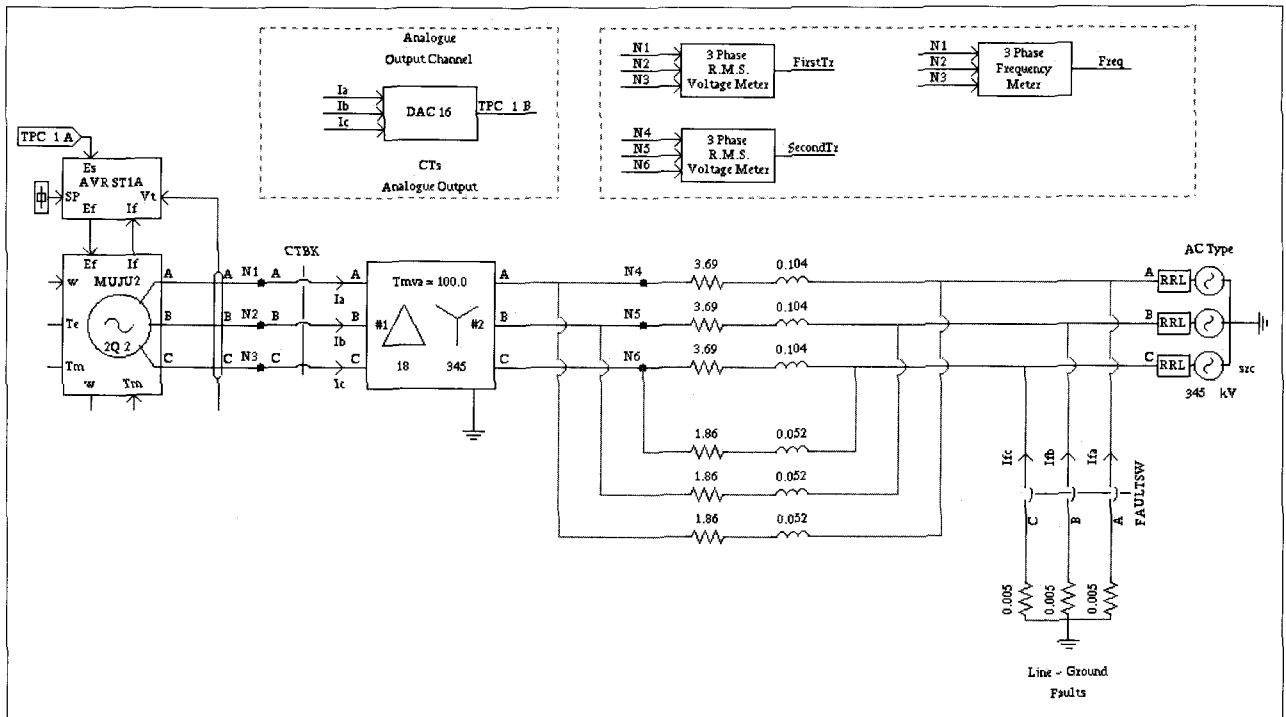 Analogue
Output Channel
Ia
Ib
Ic
DAC 16
TPC 1 B
CTs
Analogue Output
N1
N2
N3
3 Phase
R.M.S.
Voltage Meter
FirstTr
N1
N2
N3
3 Phase
Frequency
Meter
Freq
N4
N5
N6
3 Phase
R.M.S.
Voltage Meter
SecondTr
TPC 1 A
Es
AVR ST1A
SP
Vt
Ef
If
Ef
If
MUJU2
w
Te
Tm
2Q 2
w
Tm
A
B
C
A
B
C
N1
N2
N3
A
B
C
CTBK
Ia
Ib
Ic
A
B
C
Tmva = 100.0
#1
#2
18
345
A
B
C
N4
N5
N6
3.69
0.104
3.69
0.104
3.69
0.104
1.86
0.052
1.86
0.052
1.86
0.052
AC Type
A
RRL
B
RRL
C
RRL
src
345 kV
Ifc
Ifb
Ifa
C
B
A
FAULTSW
0.005
0.005
0.005
Line - Ground
Faults